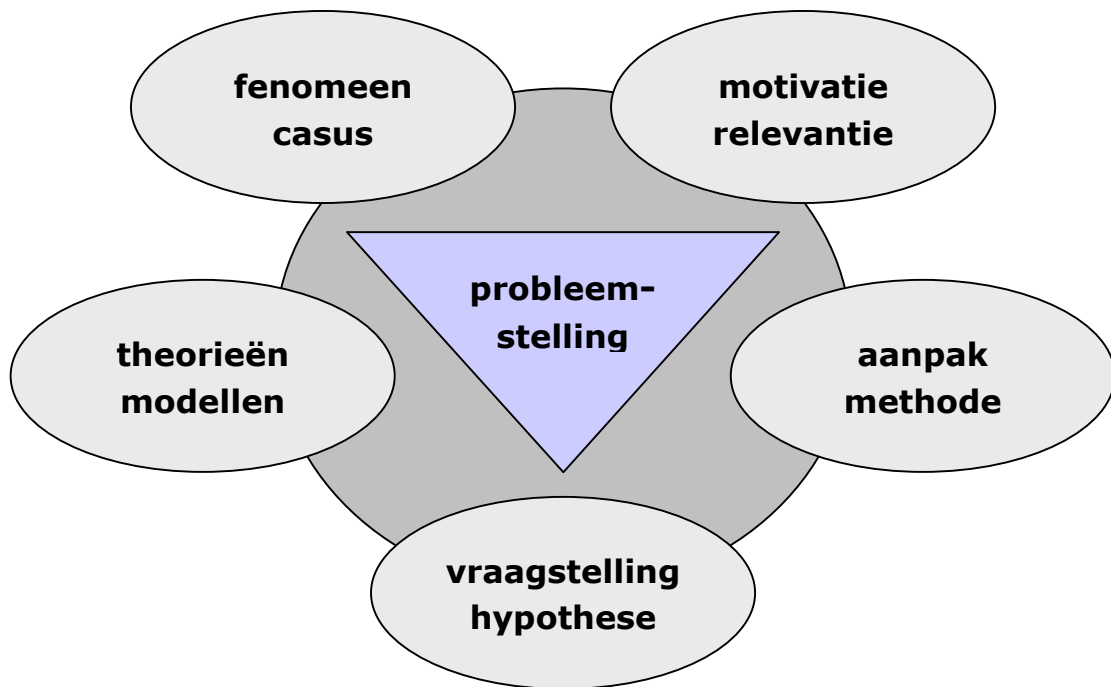 fenomeen
casus
motivatie
relevantie
probleem-
stelling
theorieën
modellen
aanpak
methode
vraagstelling
hypothese